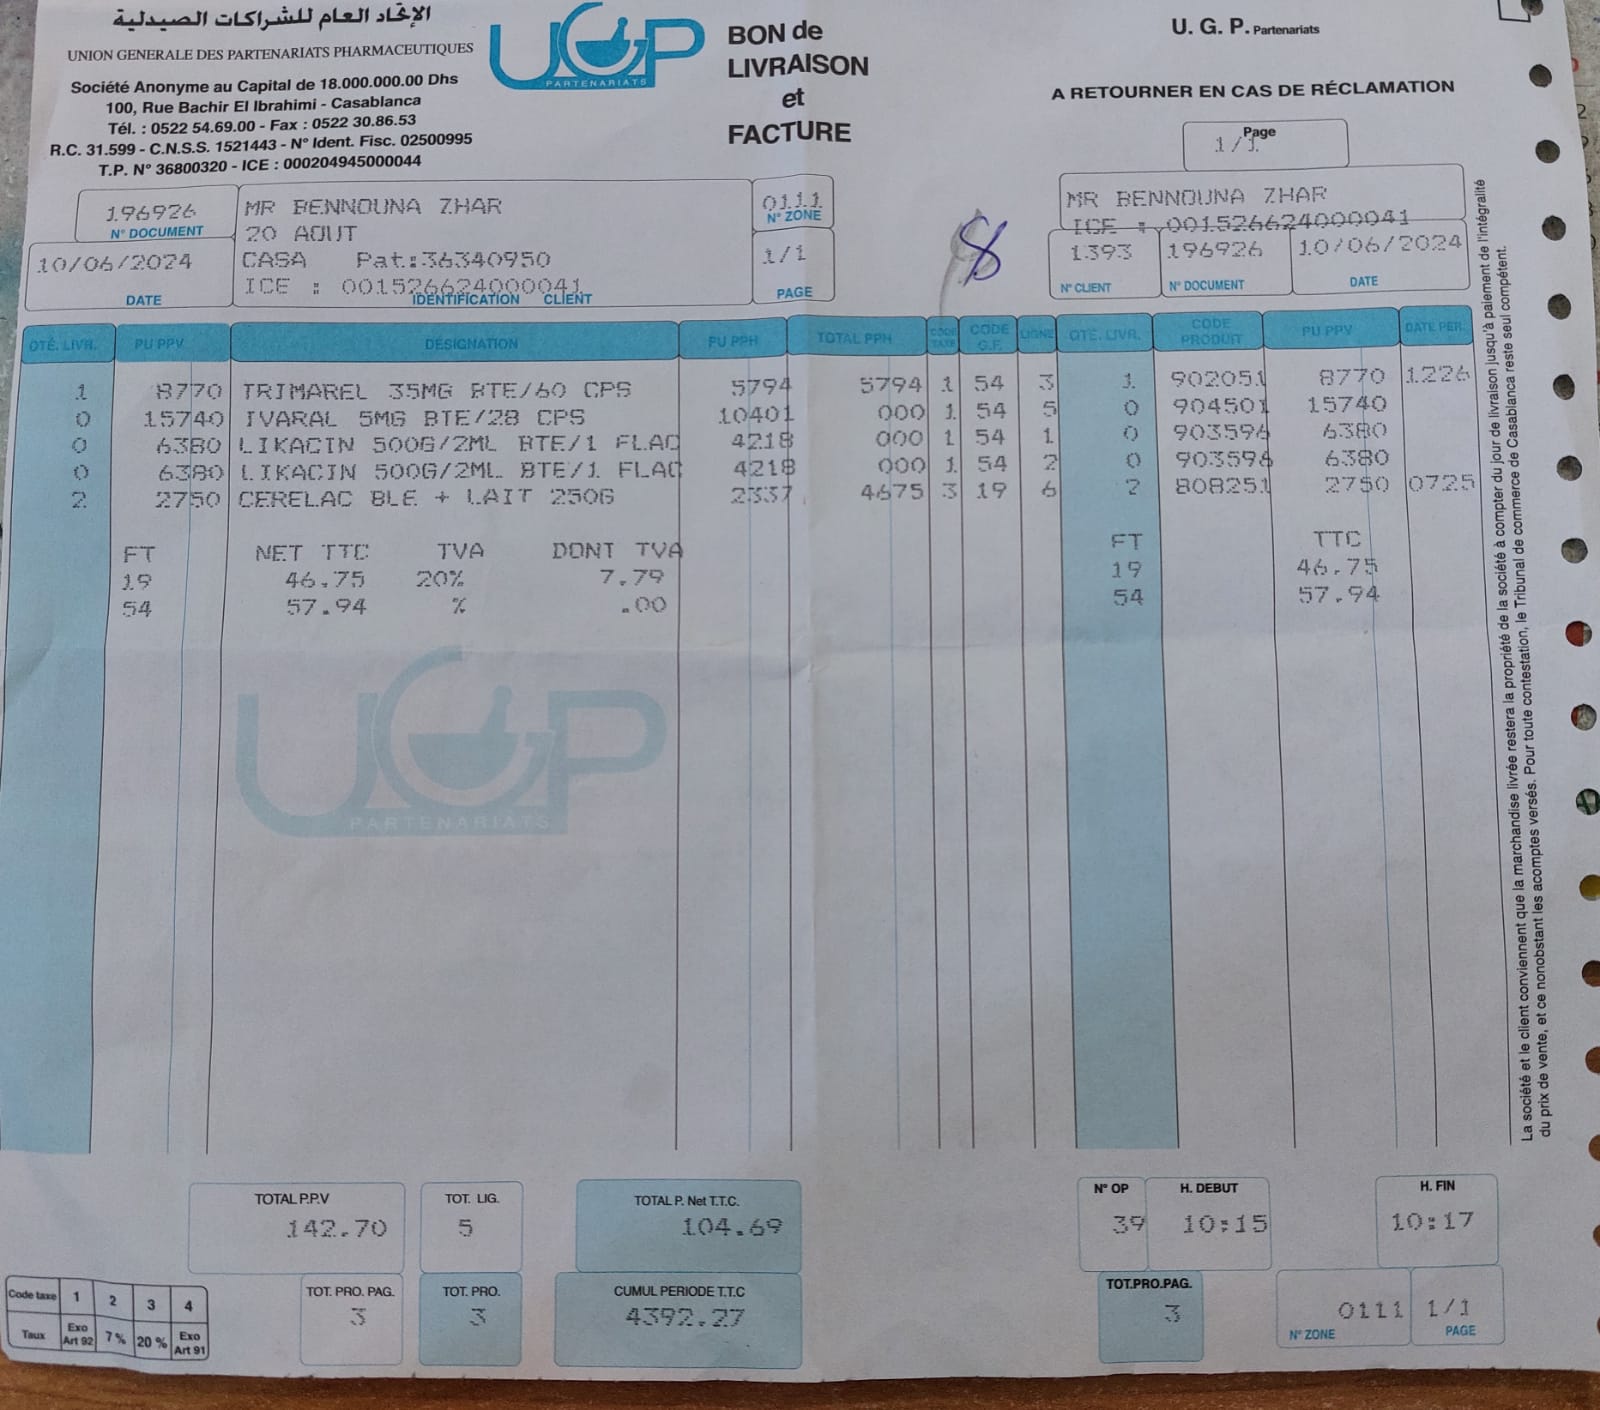 الإتحاد العام للشراكات الصيدلية
UNION GENERALE DES PARTENARIATS PHARMACEUTIQUES
Société Anonyme au Capital de 18.000.000.00 Dhs
100, Rue Bachir El Ibrahimi - Casablanca
Tél. : 0522 54.69.00 - Fax : 0522 30.86.53
R.C. 31.599 - C.N.S.S. 1521443 - N° Ident. Fisc. 02500995
T.P. N° 36800320 - ICE : 000204945000044
UGP
PARTENARIATS
BON de
LIVRAISON
et
FACTURE
U. G. P. Partenariats
A RETOURNER EN CAS DE RÉCLAMATION
Page
1/1
196926
N° DOCUMENT
10/06/2024
DATE
MR BENNOUNA ZHAR
20 AOUT
CASA Pat:36340950
ICE : 001526624000041
IDENTIFICATION CLIENT
0111
N° ZONE
1/1
PAGE
8
MR BENNOUNA ZHAR
ICE : 001526624000041
1393 196926 10/06/2024
N° CLIENT N° DOCUMENT DATE
QTÉ. LIVR. PU PPV DÉSIGNATION PU PPH TOTAL PPH CODE TAXE CODE G.F. LIGNE QTE. LIVR. CODE PRODUIT PU PPV DATE PER.
1 8770 TRIMAREL 35MG BTE/60 CPS 5794 5794 1 54 3 1 902051 8770 1226
0 15740 IVARAL 5MG BTE/28 CPS 10401 000 1 54 5 0 904501 15740
0 6380 LIKACIN 500G/2ML BTE/1 FLAC 4218 000 1 54 1 0 903596 6380
0 6380 LIKACIN 500G/2ML BTE/1 FLAC 4218 000 1 54 2 0 903596 6380
2 2750 CERELAC BLE + LAIT 250G 2337 4675 3 19 6 2 808251 2750 0725
FT NET TTC TVA DONT TVA FT TTC
19 46.75 20% 7.79 19 46.75
54 57.94 % .00 54 57.94
UGP
PARTENARIATS
La société et le client conviennent que la marchandise livrée restera la propriété de la société à compter du jour de livraison jusqu'à paiement de l'intégralité
du prix de vente, et ce nonobstant les acomptes versés. Pour toute contestation, le Tribunal de commerce de Casablanca reste seul compétent.
TOTAL P.P.V TOT. LIG. TOTAL P. Net T.T.C. N° OP H. DEBUT H. FIN
142.70 5 104.69 39 10:15 10:17
TOT. PRO. PAG. TOT. PRO. CUMUL PERIODE T.T.C TOT.PRO.PAG.
3 3 4392.27 3 0111 1/1
N° ZONE PAGE
Code taxe 1 2 3 4
Taux Exo Art 92 7 % 20 % Exo Art 91